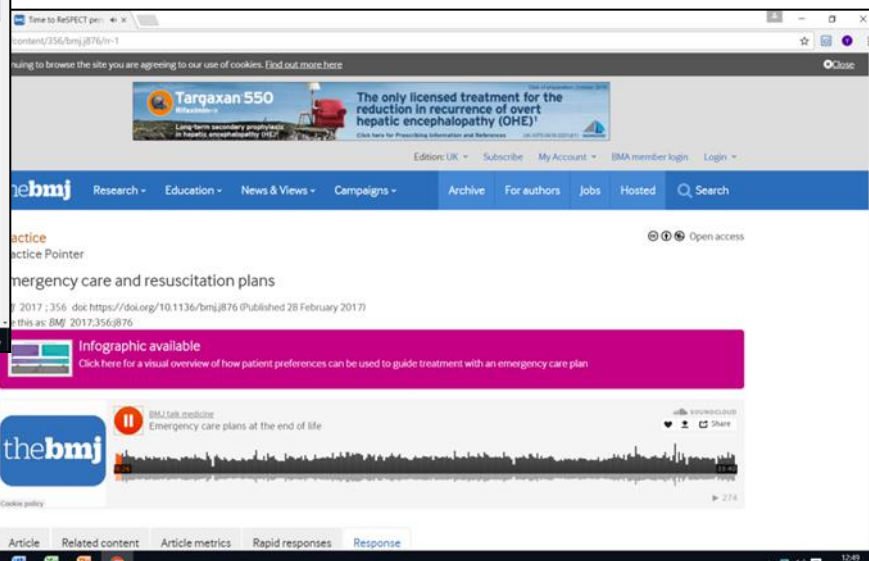 Time to ReSPECT pers
/content/356/bmj.j876/rr-1
nuing to browse the site you are agreeing to our use of cookies. Find out more here
Close
Targaxan 550
Rifaximin
Long-term secondary prophylaxis
in hepatic encephalopathy (HE)
The only licensed treatment for the
reduction in recurrence of overt
hepatic encephalopathy (OHE)¹
Click here for Prescribing Information and References
Edition: UK Subscribe My Account BMA member login Login
thebmj Research Education News & Views Campaigns Archive For authors Jobs Hosted Search
actice
actice Pointer
Open access
mergency care and resuscitation plans
2017 ; 356 doi: https://doi.org/10.1136/bmj.j876 (Published 28 February 2017)
e this as: BMJ 2017;356:j876
Infographic available
Click here for a visual overview of how patient preferences can be used to guide treatment with an emergency care plan
BMJ talk medicine
Emergency care plans at the end of life
SOUNDCLOUD
Share
thebmj
0:26
33:40
274
Cookie policy
Article Related content Article metrics Rapid responses Response
12:49